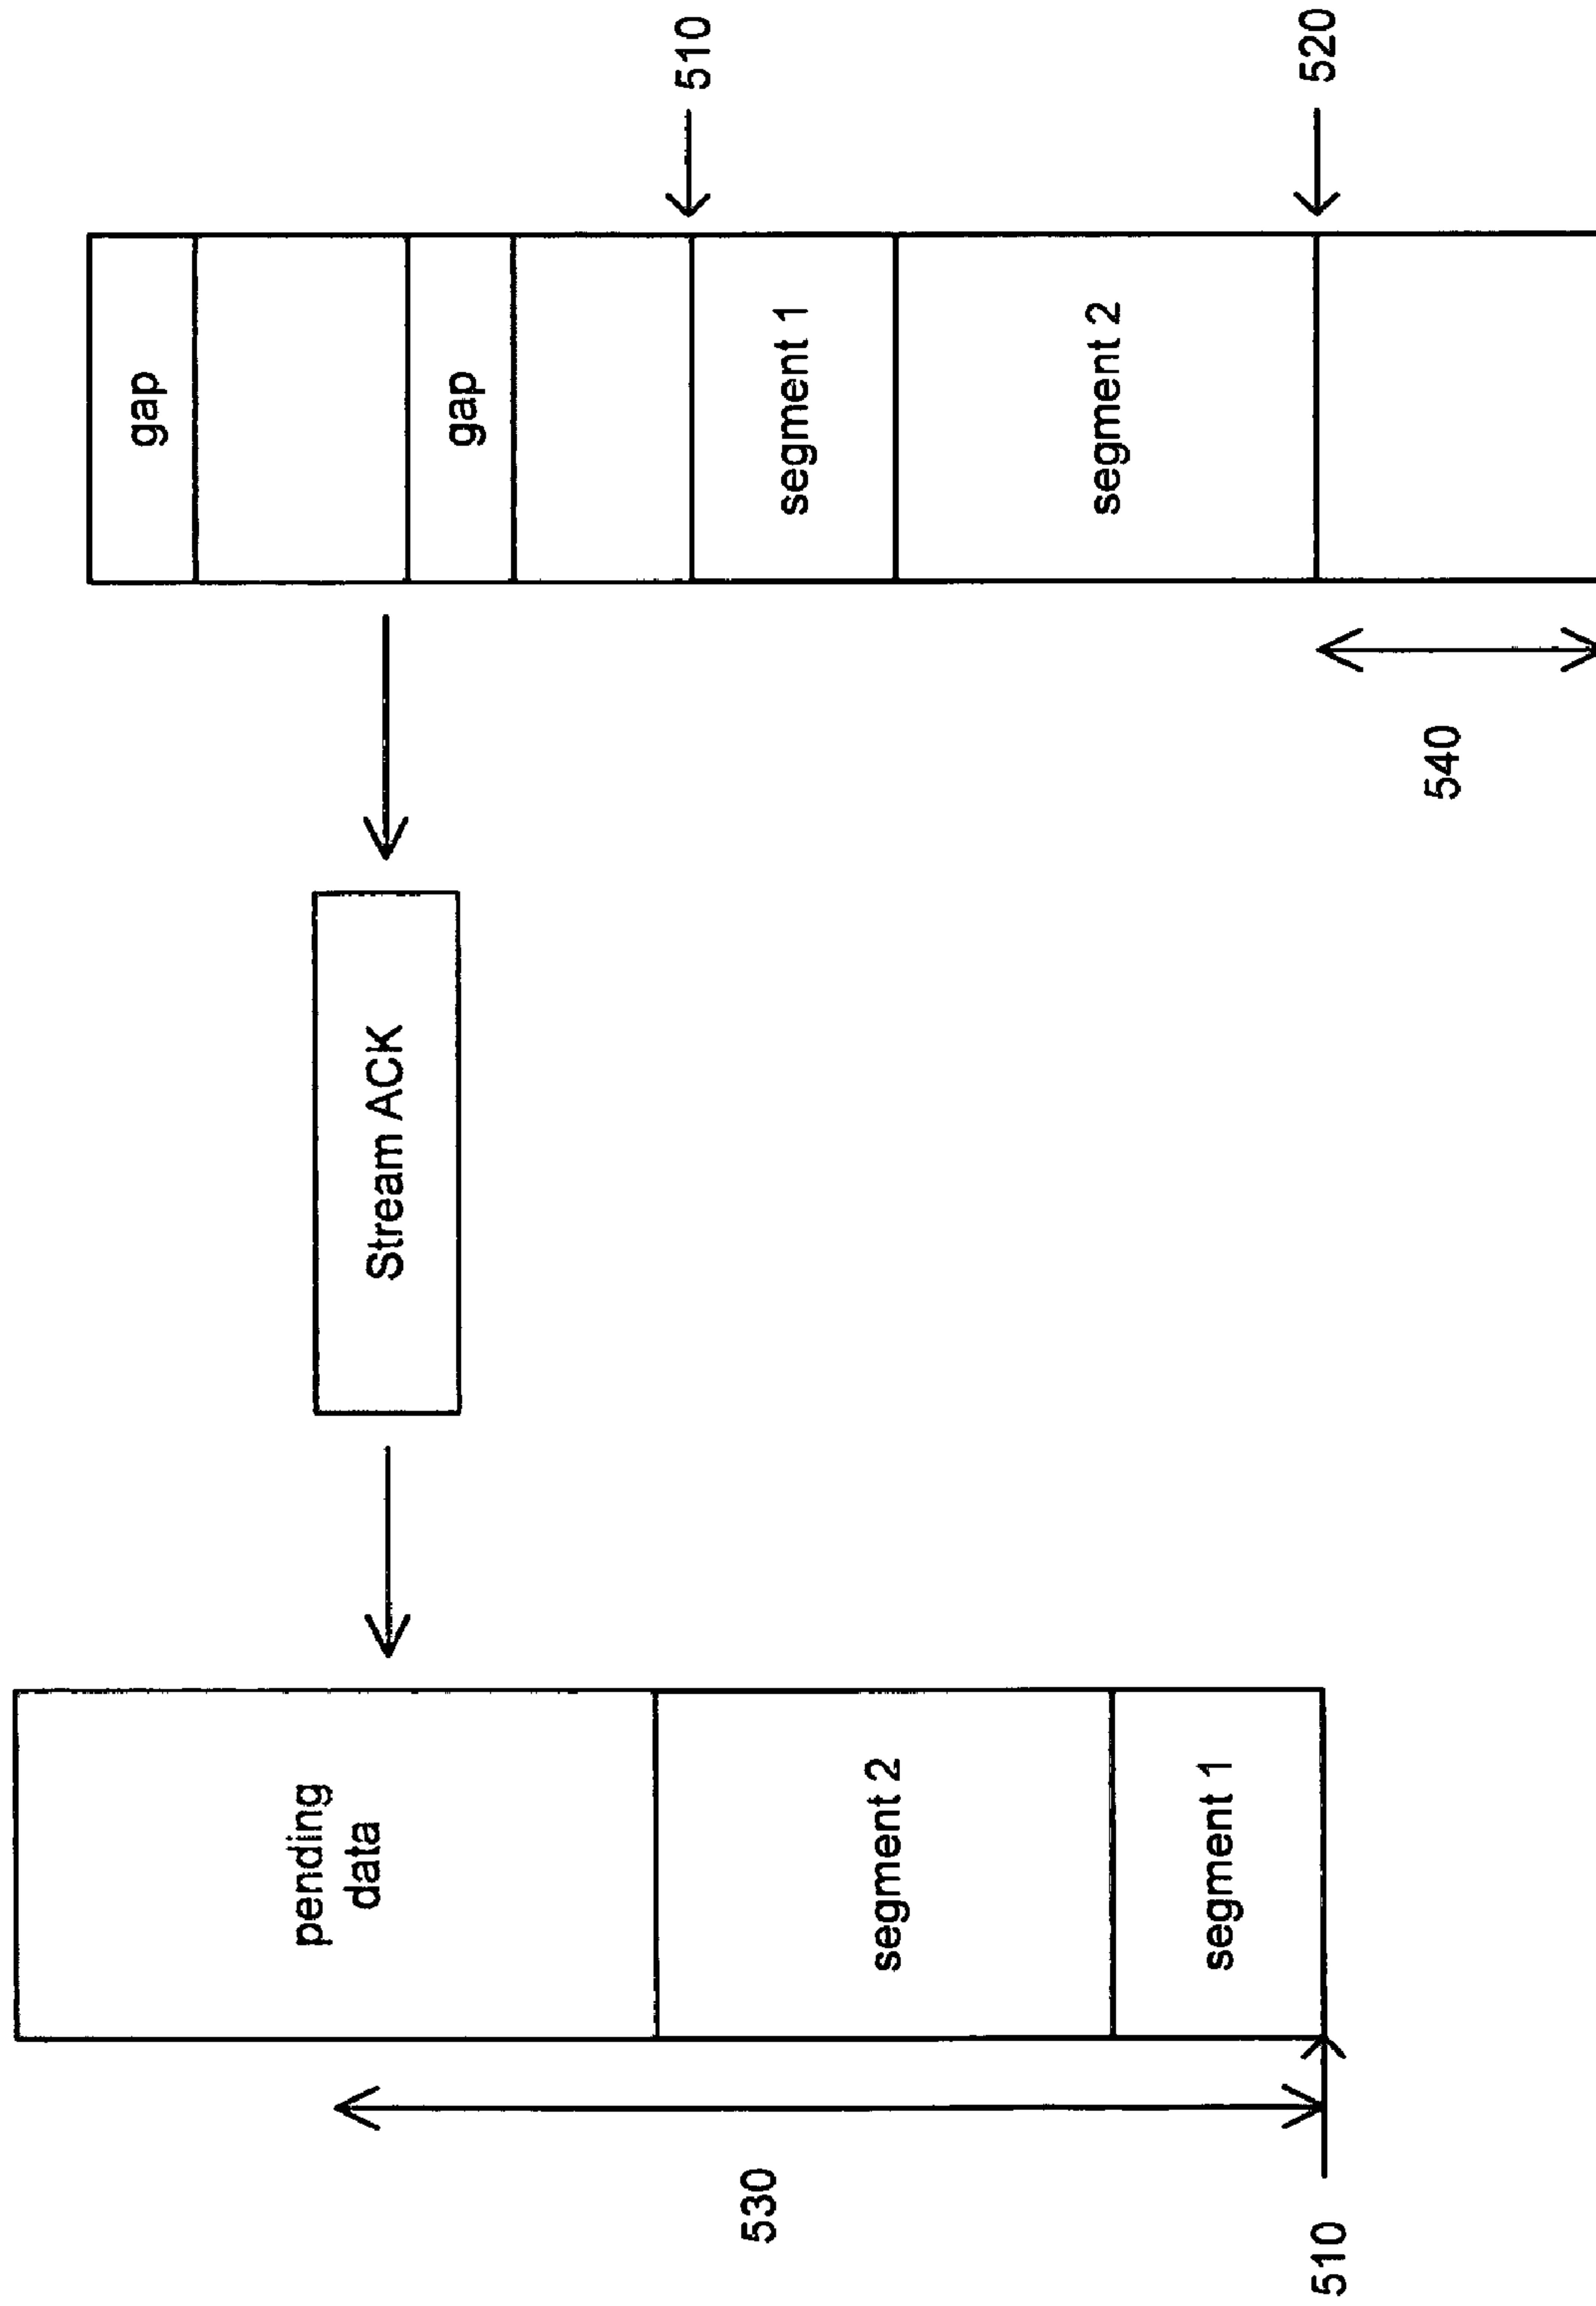 pending
data
530
segment 2
segment 1
510
Stream ACK
gap
gap
510
segment 1
segment 2
520
540